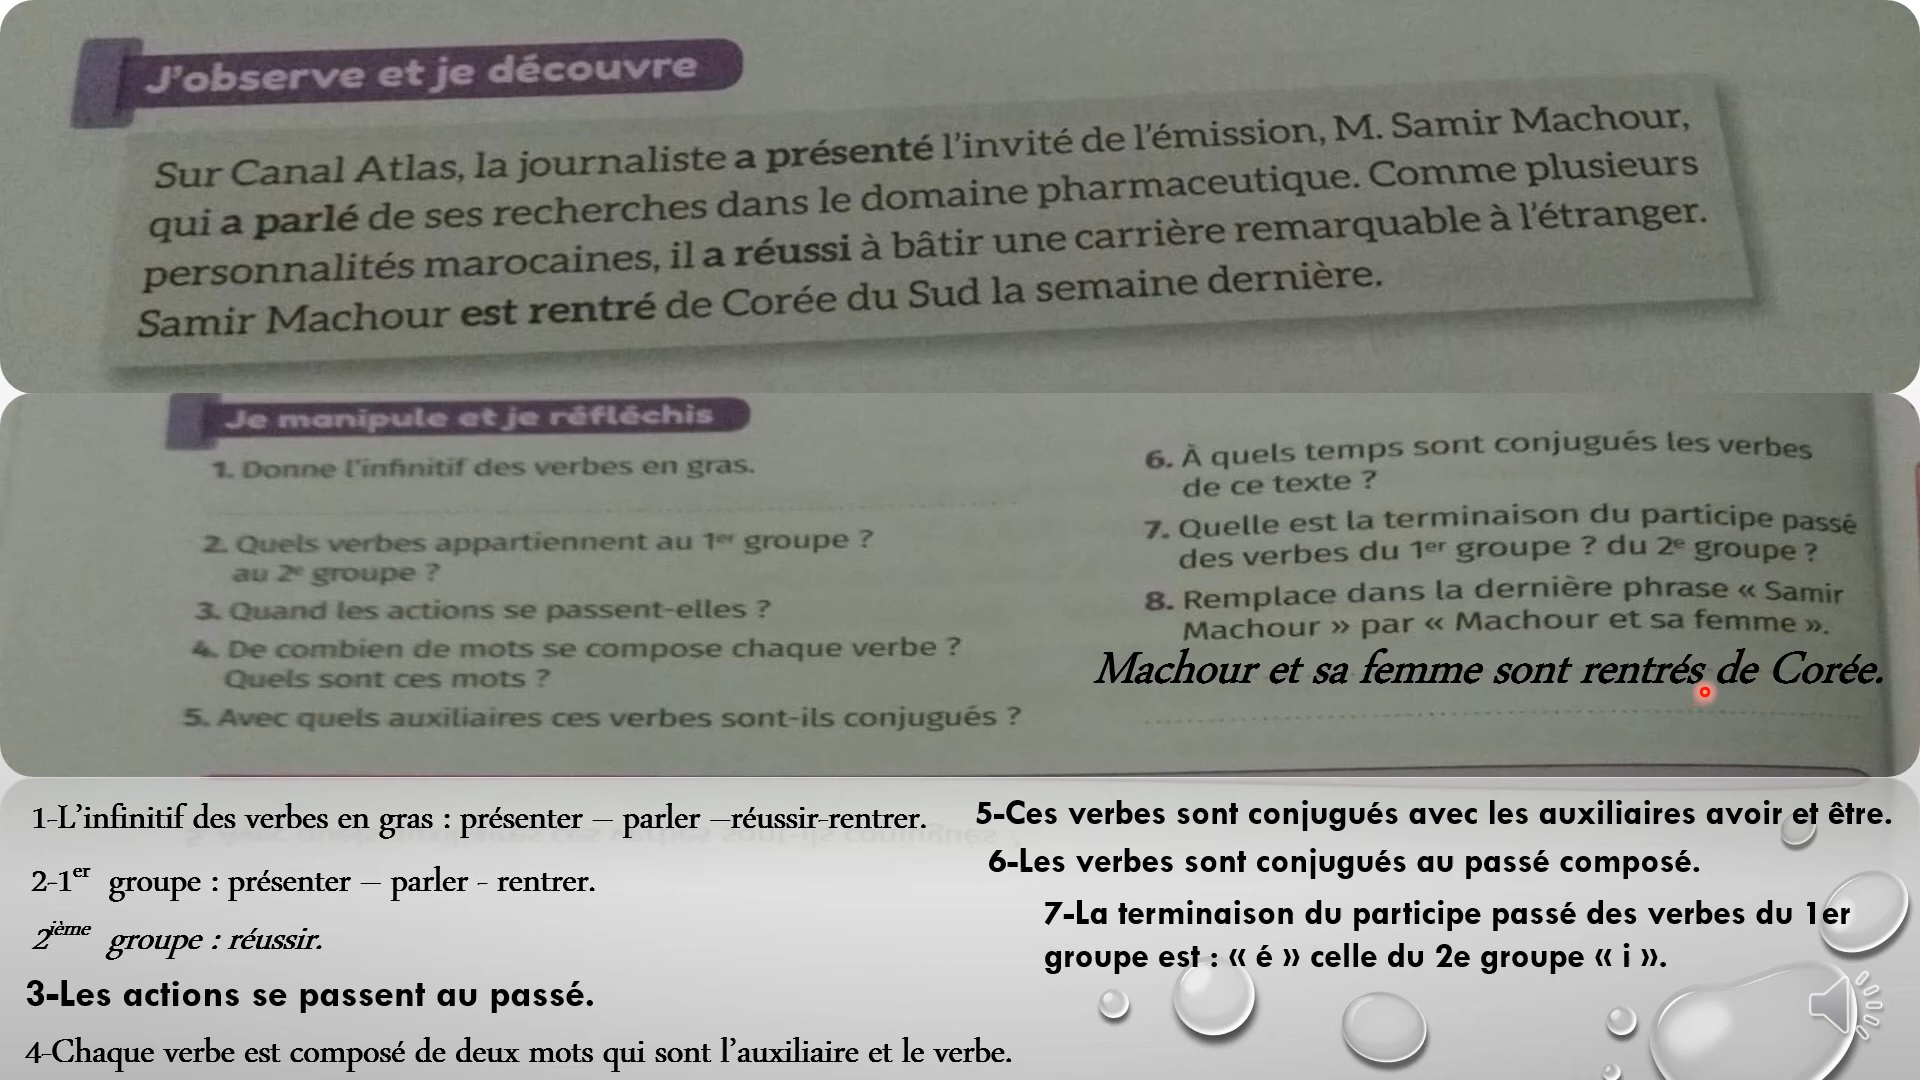 J'observe et je découvre
Sur Canal Atlas, la journaliste a présenté l'invité de l'émission, M. Samir Machour,
qui a parlé de ses recherches dans le domaine pharmaceutique. Comme plusieurs
personnalités marocaines, il a réussi à bâtir une carrière remarquable à l'étranger.
Samir Machour est rentré de Corée du Sud la semaine dernière.
Je manipule et je réfléchis
1. Donne l'infinitif des verbes en gras.
2. Quels verbes appartiennent au 1er groupe ?
au 2e groupe ?
3. Quand les actions se passent-elles ?
4. De combien de mots se compose chaque verbe ?
Quels sont ces mots ?
5. Avec quels auxiliaires ces verbes sont-ils conjugués ?
6. À quels temps sont conjugués les verbes
de ce texte ?
7. Quelle est la terminaison du participe passé
des verbes du 1er groupe ? du 2e groupe ?
8. Remplace dans la dernière phrase « Samir
Machour » par « Machour et sa femme ».
Machour et sa femme sont rentrés de Corée.
1-L'infinitif des verbes en gras : présenter – parler –réussir-rentrer.
2-1er groupe : présenter – parler - rentrer.
2ième groupe : réussir.
3-Les actions se passent au passé.
4-Chaque verbe est composé de deux mots qui sont l'auxiliaire et le verbe.
5-Ces verbes sont conjugués avec les auxiliaires avoir et être.
6-Les verbes sont conjugués au passé composé.
7-La terminaison du participe passé des verbes du 1er
groupe est : « é » celle du 2e groupe « i ».